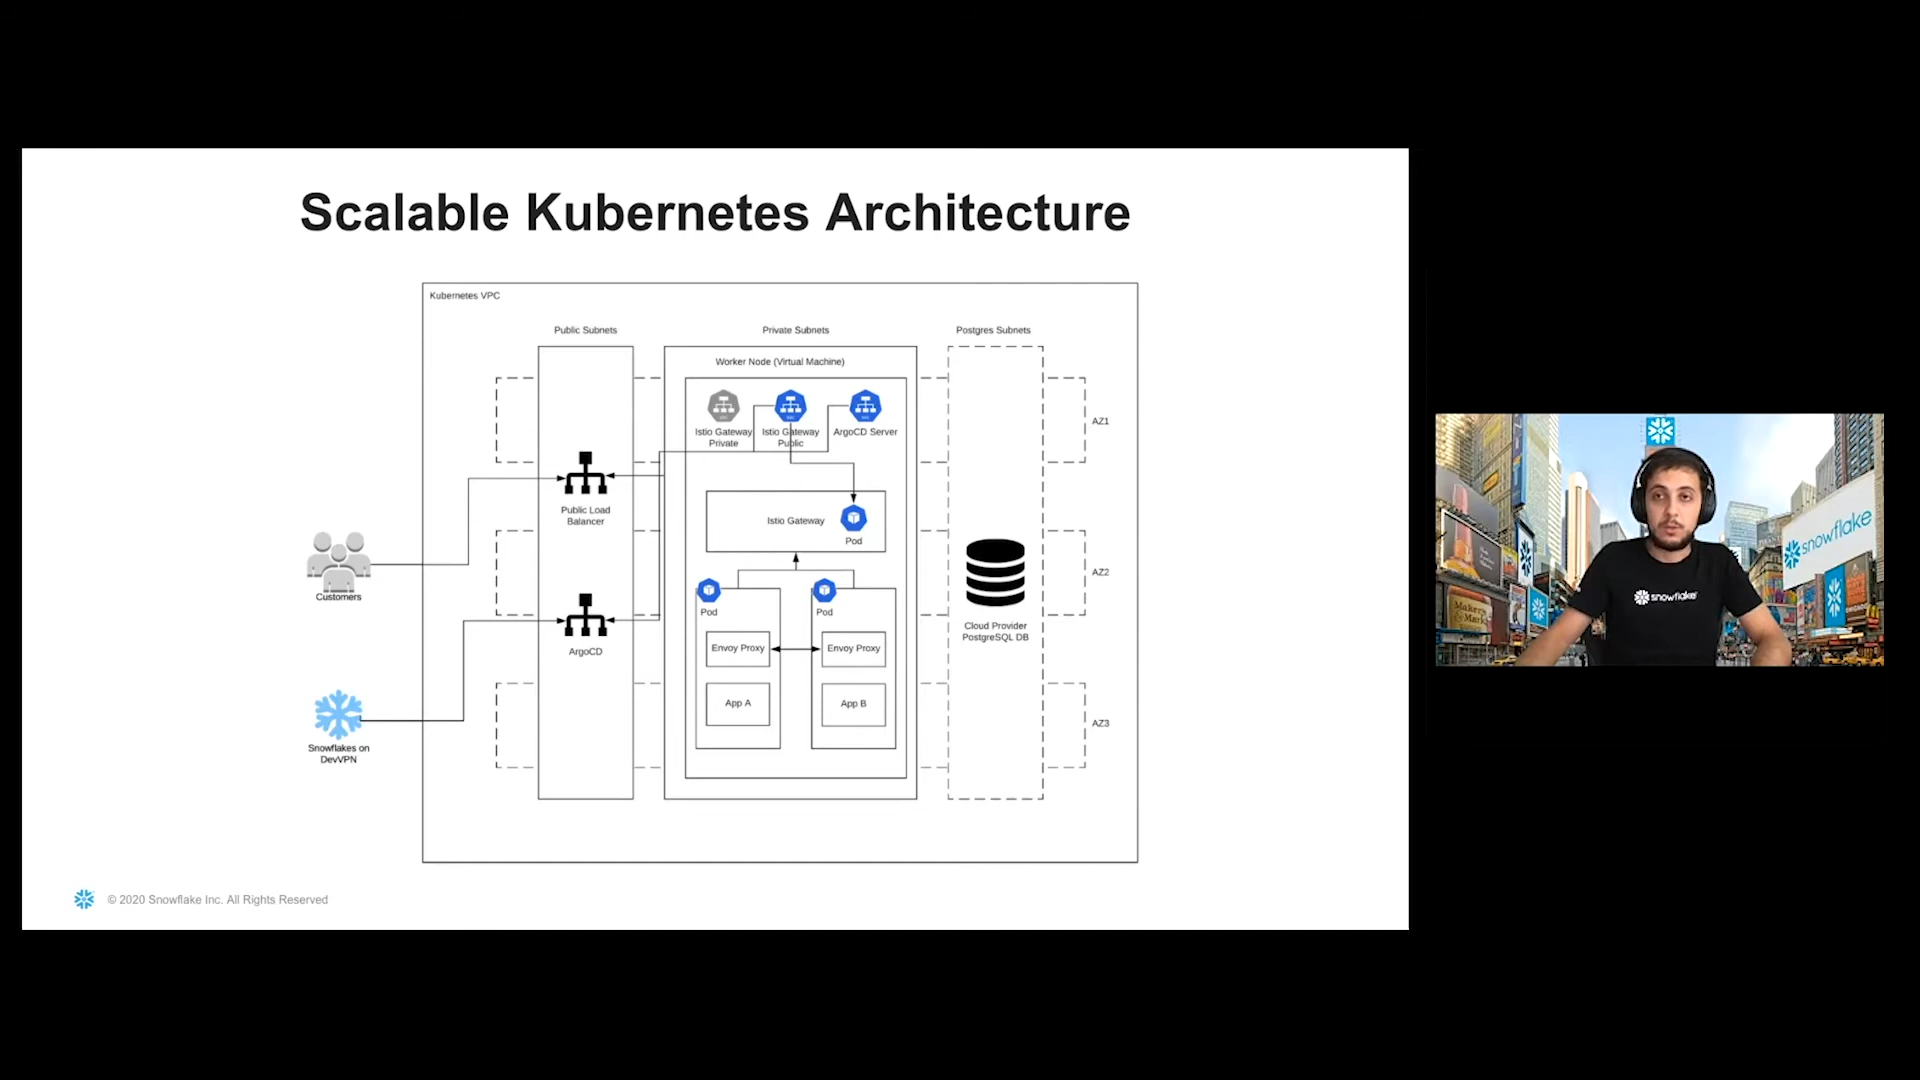 Scalable Kubernetes Architecture
Kubernetes VPC
Public Subnets
Private Subnets
Postgres Subnets
Worker Node (Virtual Machine)
Istio Gateway
Private
Istio Gateway
Public
ArgoCD Server
AZ1
Public Load
Balancer
Istio Gateway
Pod
Customers
AZ2
Pod
Pod
Cloud Provider
PostgreSQL DB
ArgoCD
Envoy Proxy
Envoy Proxy
App A
App B
AZ3
Snowflakes on
DevVPN
© 2020 Snowflake Inc. All Rights Reserved
snowflake
snowflake